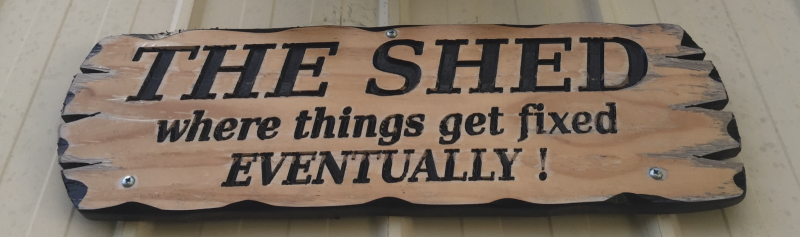 THE SHED
where things get fixed
EVENTUALLY !